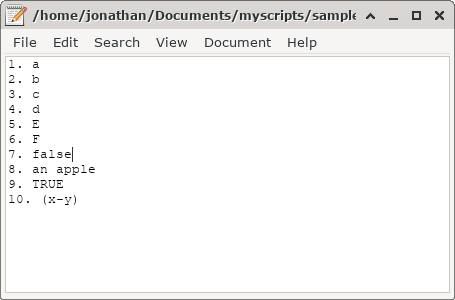 /home/jonathan/Documents/myscripts/sample
File Edit Search View Document Help
1. a
2. b
3. c
4. d
5. E
6. F
7. false
8. an apple
9. TRUE
10. (x-y)